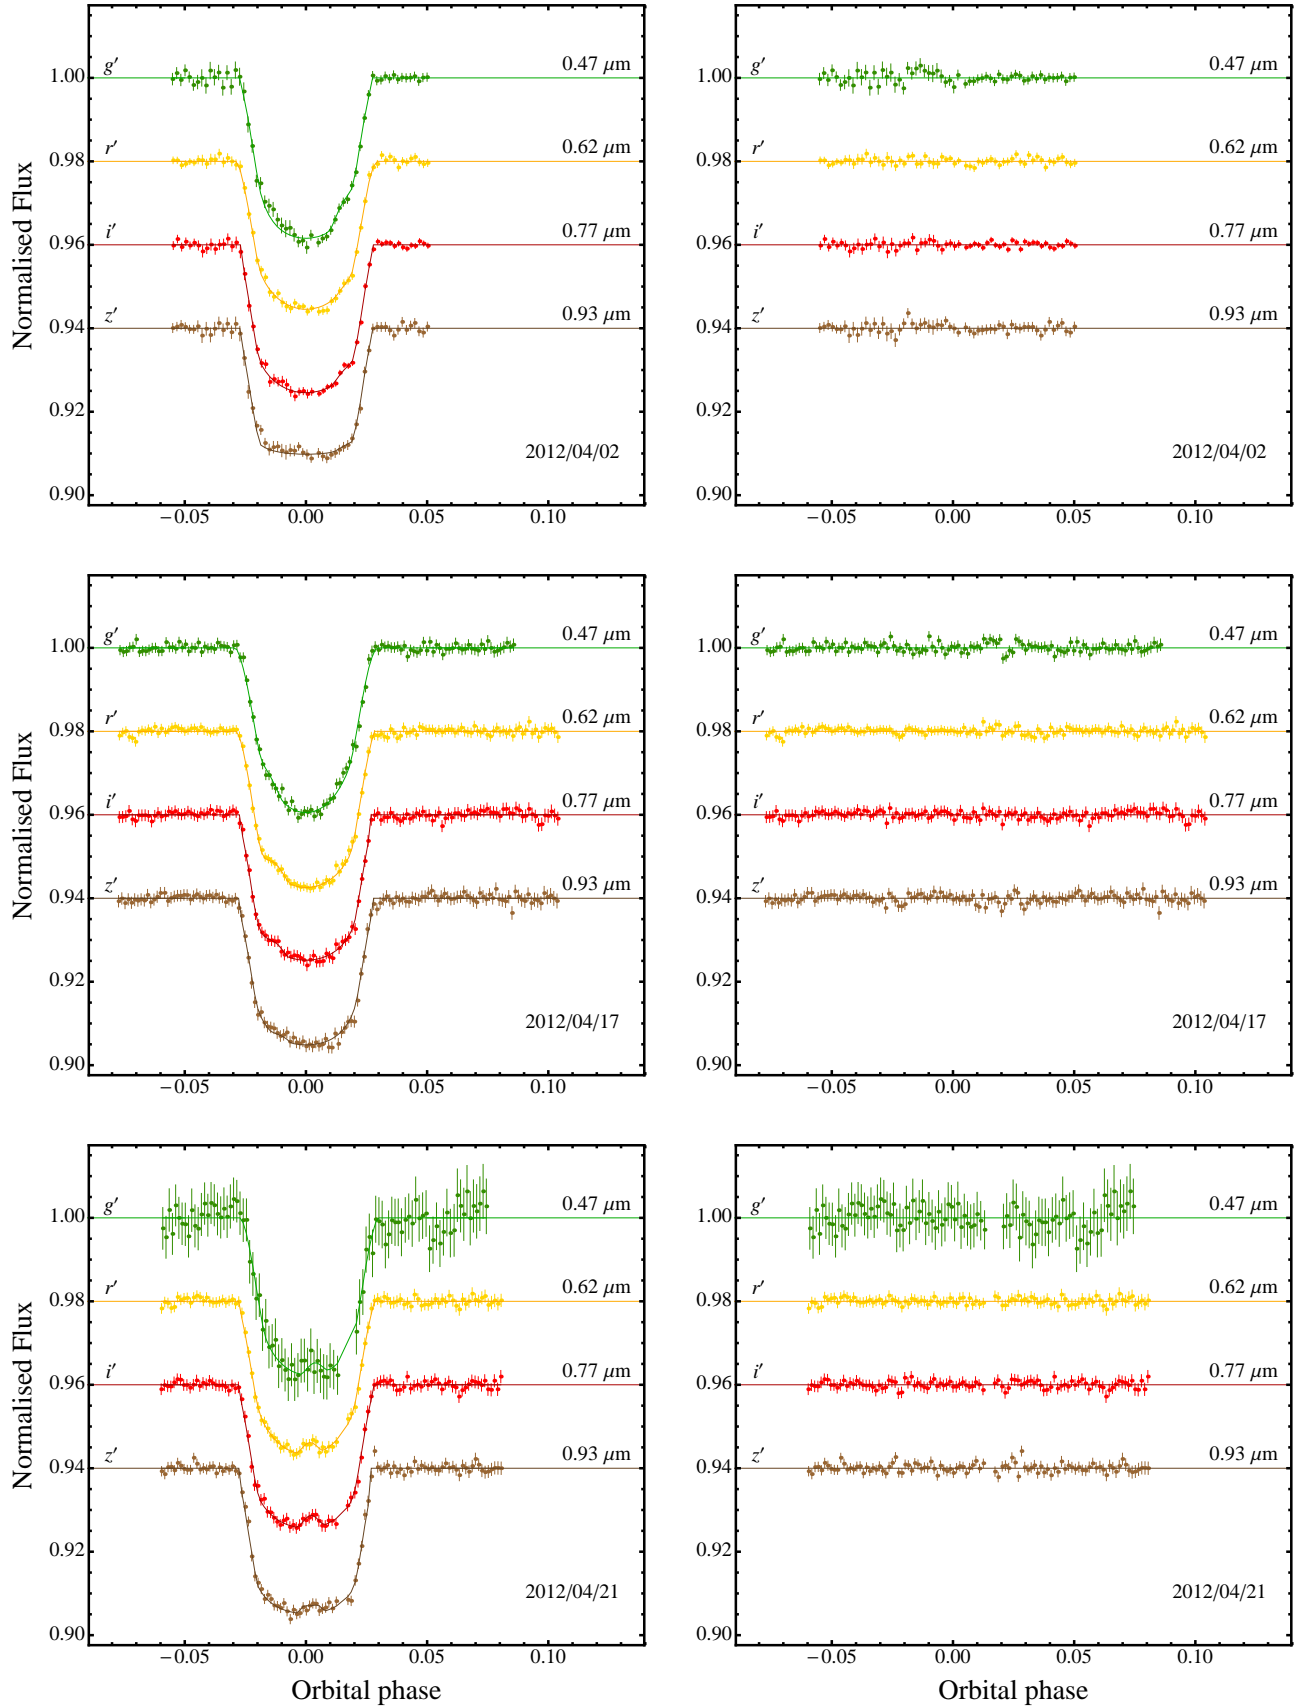 g′ 0.47 μm
1.00
r′ 0.62 μm
0.98
i′ 0.77 μm
0.96
z′ 0.93 μm
0.94
0.92
0.90
2012/04/02
Normalised Flux
−0.05 0.00 0.05 0.10
g′ 0.47 μm
1.00
r′ 0.62 μm
0.98
i′ 0.77 μm
0.96
z′ 0.93 μm
0.94
0.92
0.90
2012/04/02
−0.05 0.00 0.05 0.10
g′ 0.47 μm
1.00
r′ 0.62 μm
0.98
i′ 0.77 μm
0.96
z′ 0.93 μm
0.94
0.92
0.90
2012/04/17
Normalised Flux
−0.05 0.00 0.05 0.10
g′ 0.47 μm
1.00
r′ 0.62 μm
0.98
i′ 0.77 μm
0.96
z′ 0.93 μm
0.94
0.92
0.90
2012/04/17
−0.05 0.00 0.05 0.10
g′ 0.47 μm
1.00
r′ 0.62 μm
0.98
i′ 0.77 μm
0.96
z′ 0.93 μm
0.94
0.92
0.90
2012/04/21
Normalised Flux
−0.05 0.00 0.05 0.10
Orbital phase
g′ 0.47 μm
1.00
r′ 0.62 μm
0.98
i′ 0.77 μm
0.96
z′ 0.93 μm
0.94
0.92
0.90
2012/04/21
−0.05 0.00 0.05 0.10
Orbital phase